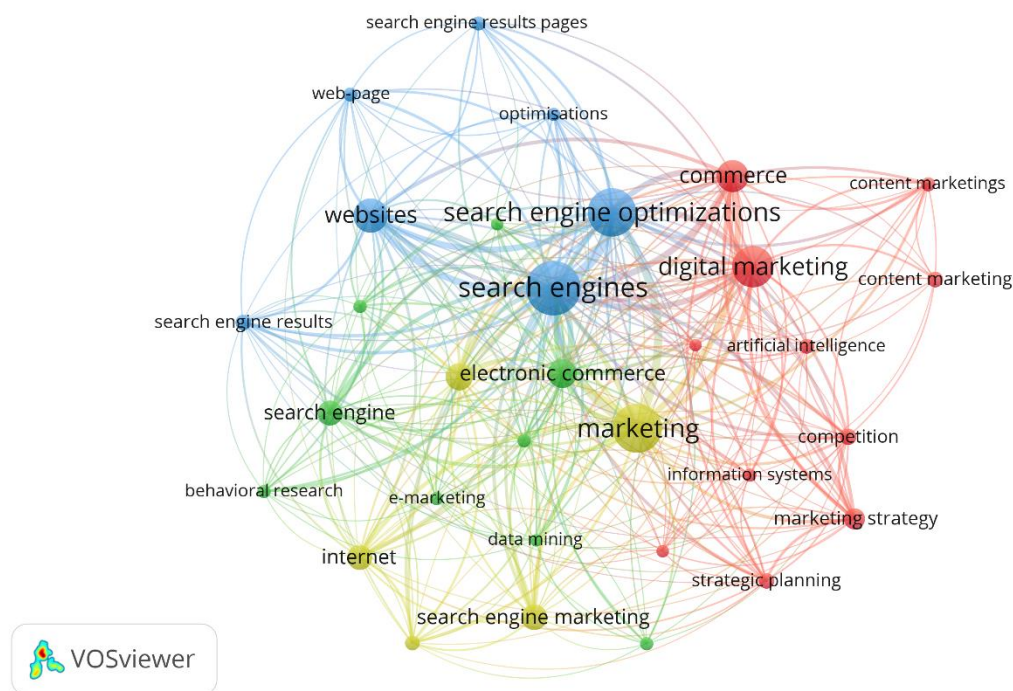 search engine results pages
web-page
optimisations
commerce
content marketings
websites
search engine optimizations
digital marketing
content marketing
search engines
search engine results
artificial intelligence
electronic commerce
search engine
marketing
competition
information systems
behavioral research
e-marketing
marketing strategy
data mining
internet
strategic planning
search engine marketing
VOSviewer